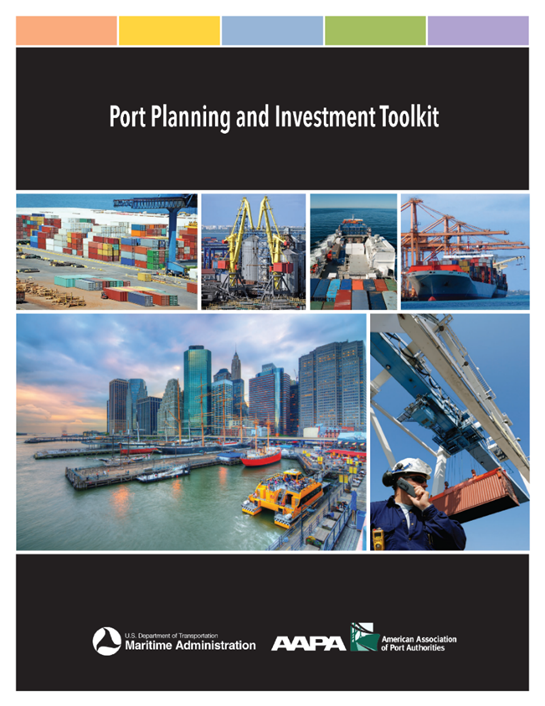 Port Planning and Investment Toolkit
U.S. Department of Transportation
Maritime Administration
AAPA
American Association
of Port Authorities